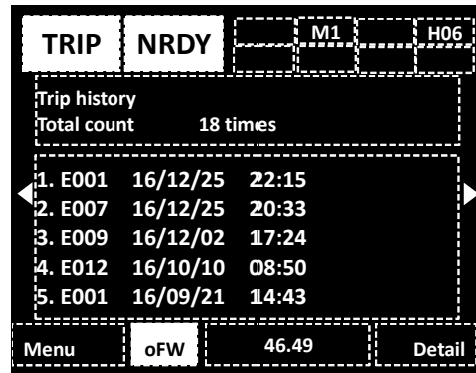 TRIP NRDY M1 H06
Trip history
Total count 18 times
1. E001 16/12/25 22:15
2. E007 16/12/25 20:33
3. E009 16/12/02 17:24
4. E012 16/10/10 08:50
5. E001 16/09/21 14:43
Menu oFW 46.49 Detail